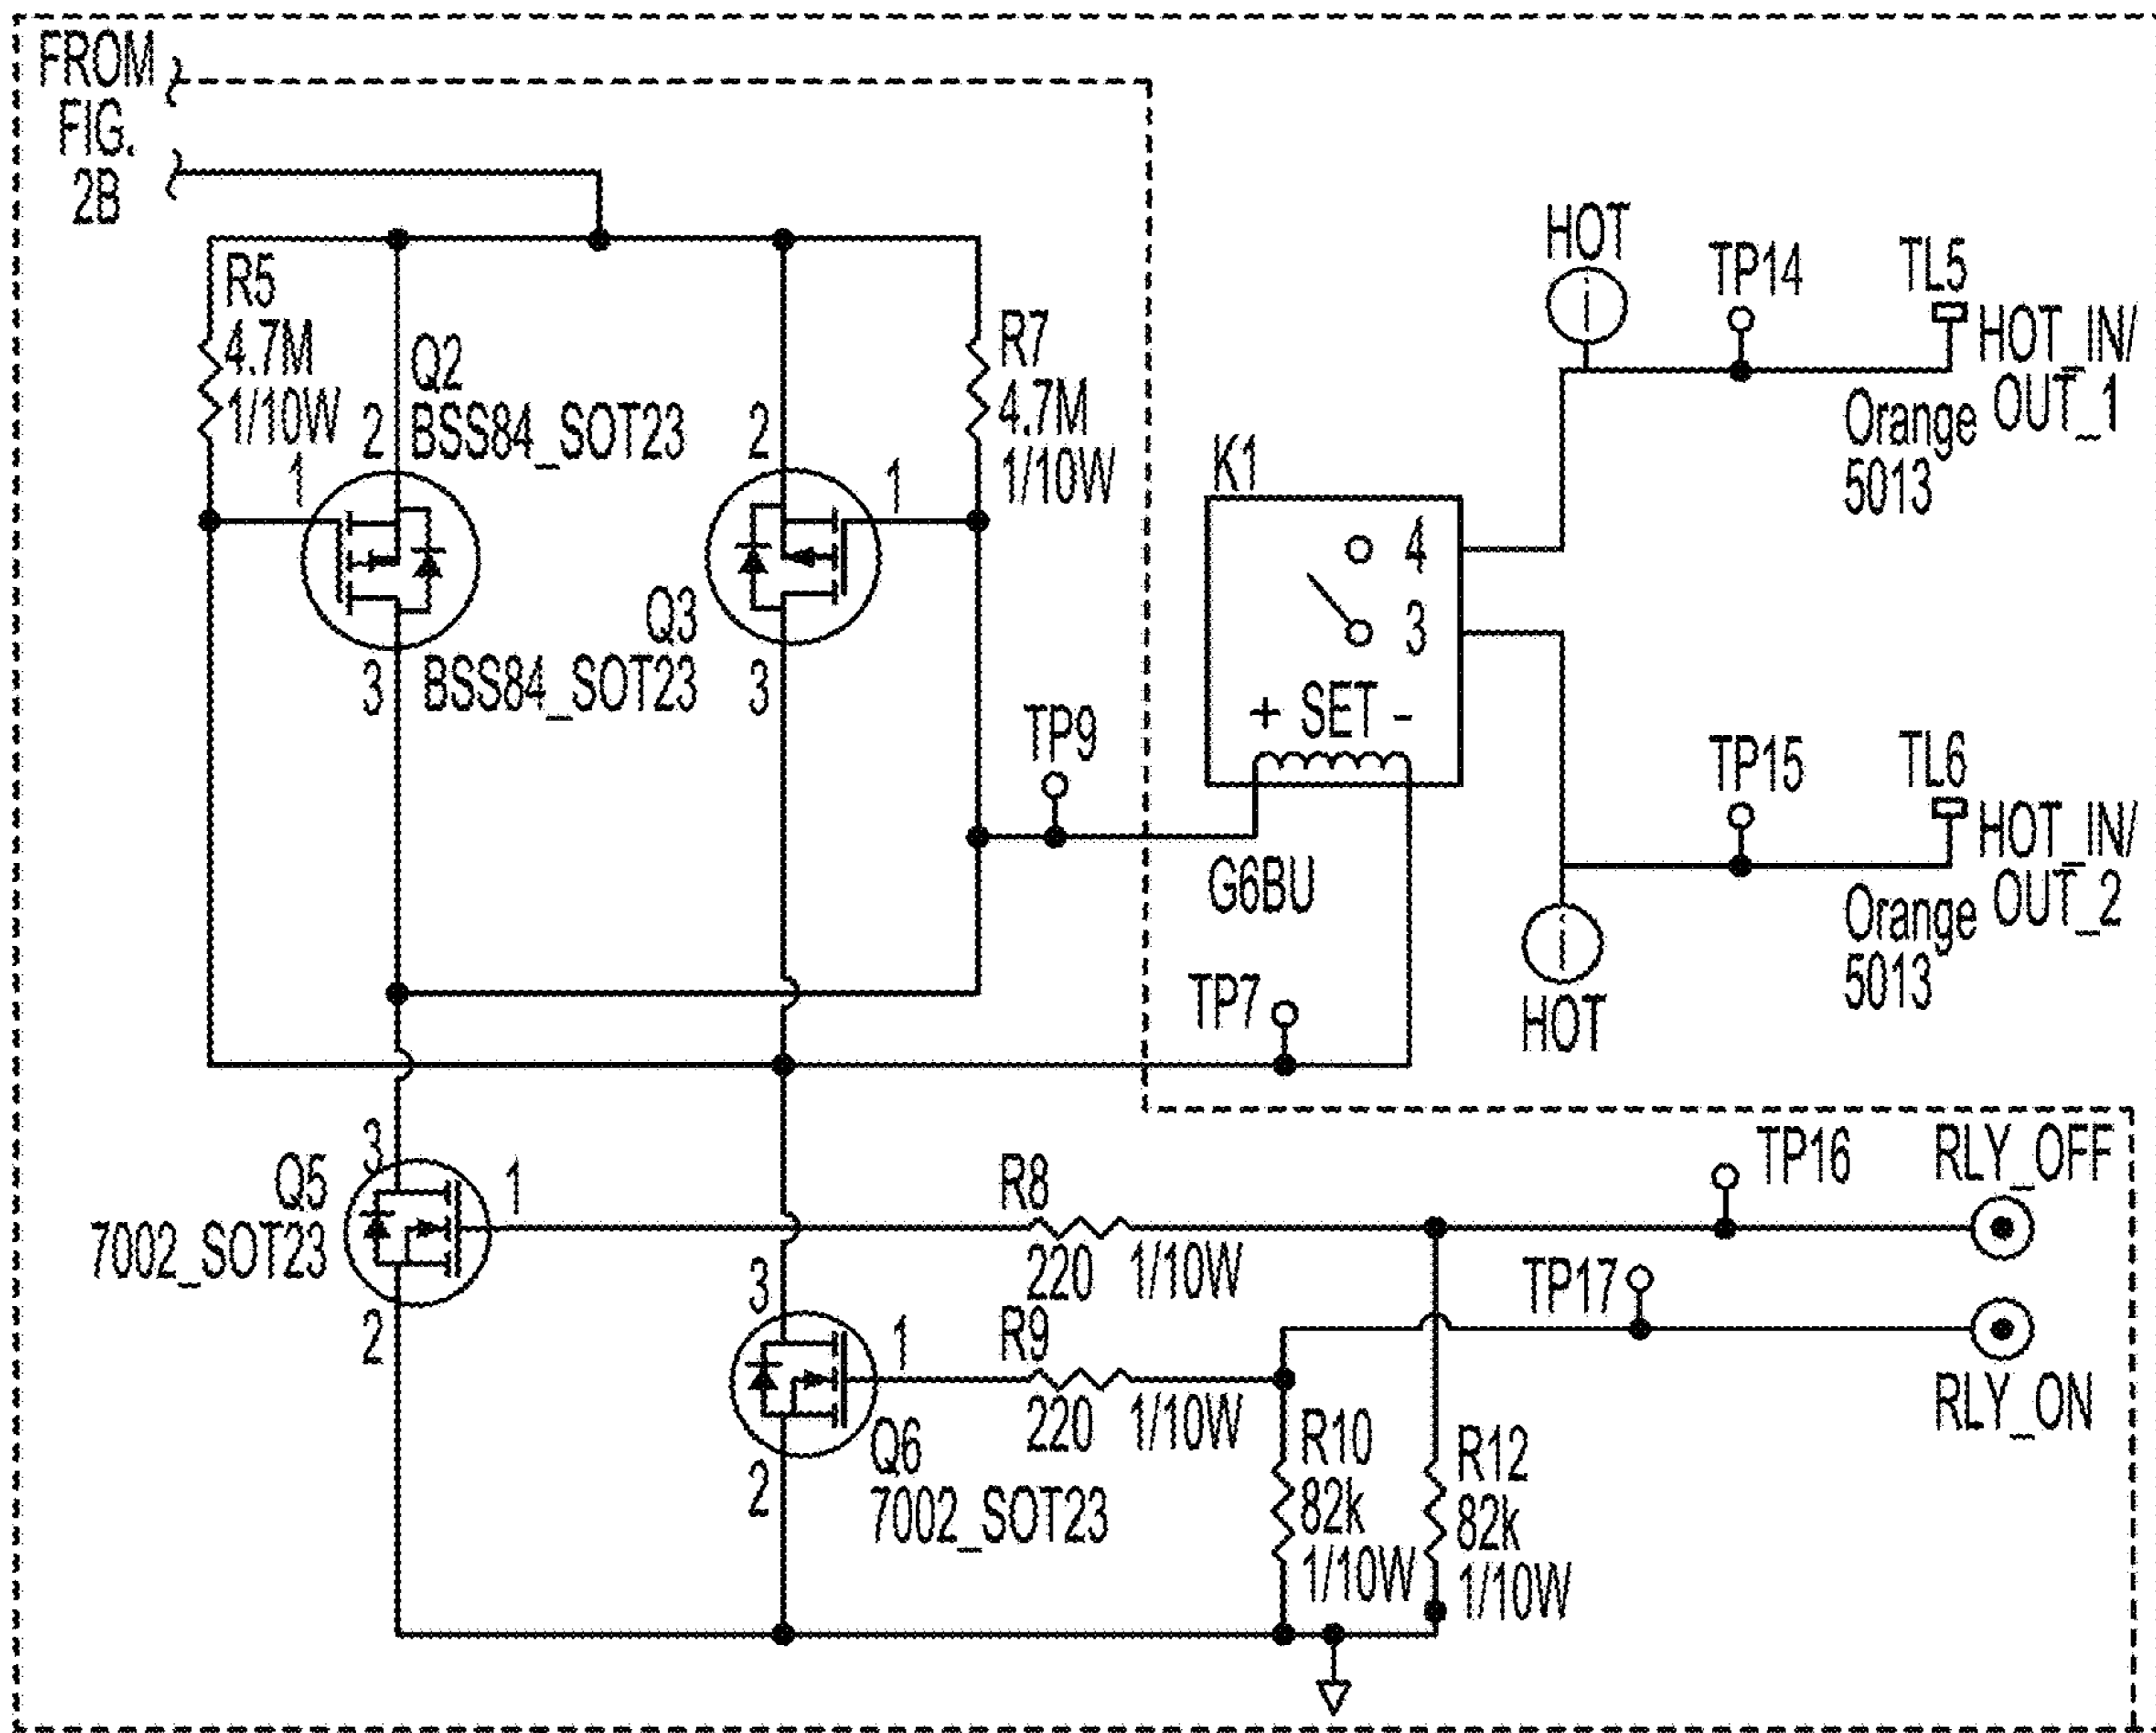 FROM
FIG.
2B
R5
4.7M
1/10W
Q2
BSS84_SOT23
2
1
3
2
1
Q3
BSS84_SOT23
3
R7
4.7M
1/10W
TP9
K1
4
3
+ SET -
G6BU
TP7
HOT
TP14
TL5
HOT_IN/
OUT_1
Orange
5013
TP15
TL6
HOT_IN/
OUT_2
Orange
5013
HOT
3
Q5
7002_SOT23
1
2
R8
220 1/10W
TP16
RLY_OFF
TP17
RLY_ON
3
1
R9
220 1/10W
Q6
7002_SOT23
2
R10
82k
1/10W
R12
82k
1/10W